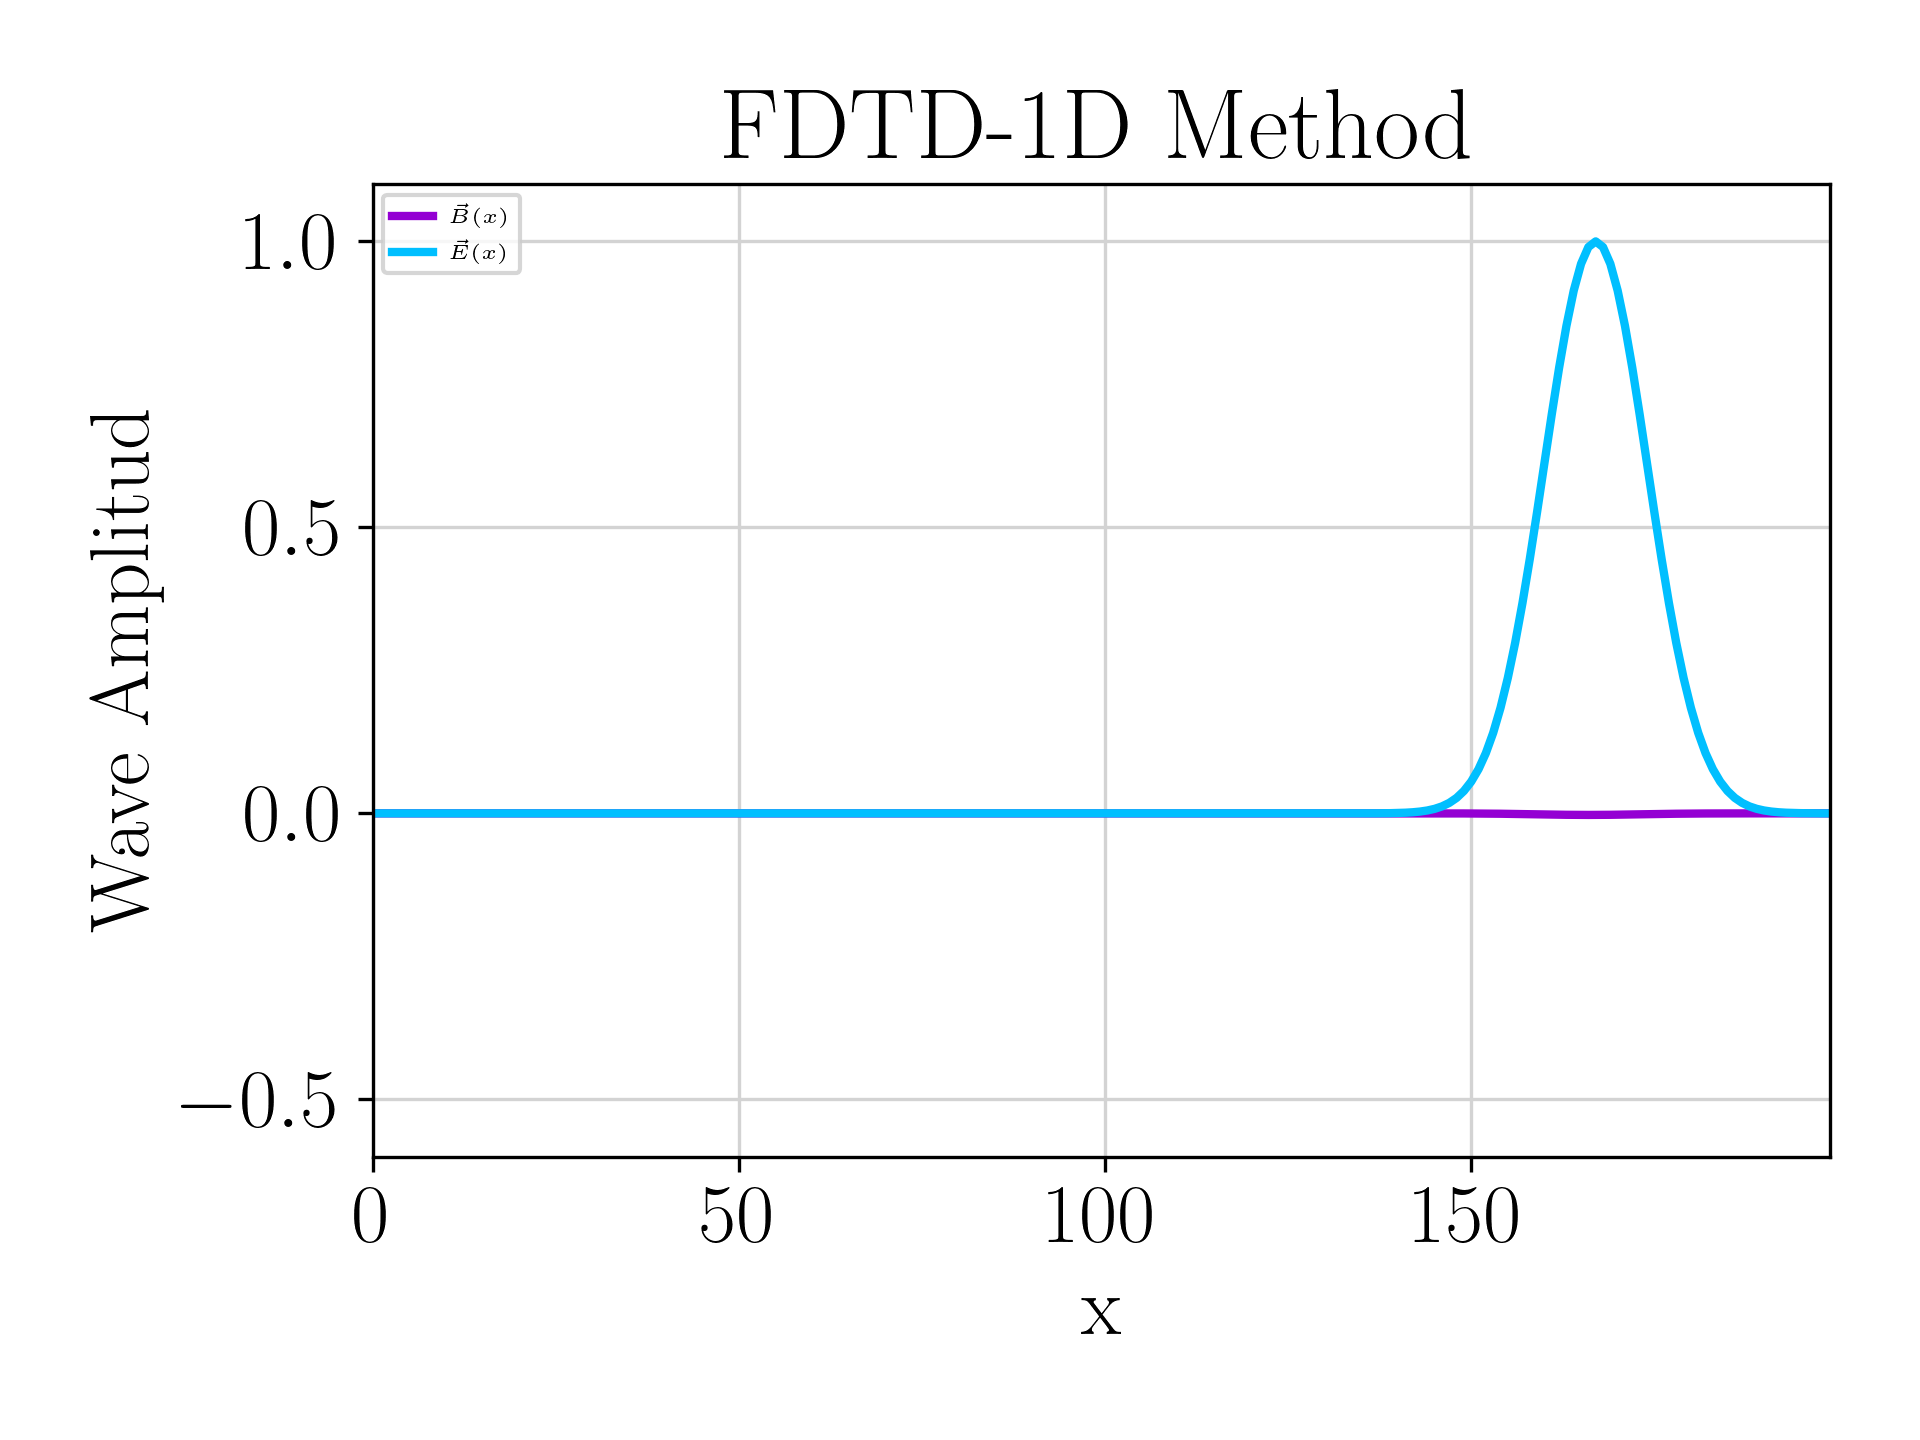 FDTD-1D Method
$\vec{B}(x)$
$\vec{E}(x)$
1.0
0.5
0.0
−0.5
Wave Amplitud
0 50 100 150
x